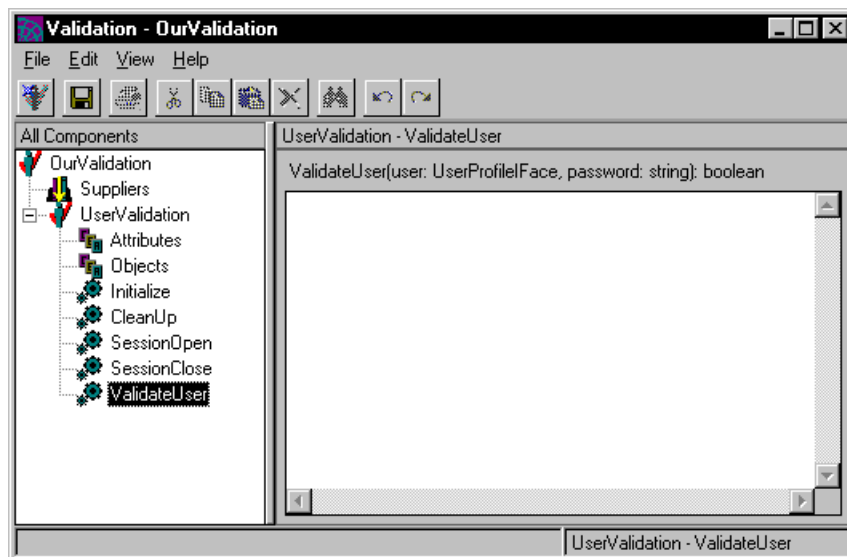 Validation - OurValidation
File Edit View Help
All Components
UserValidation - ValidateUser
OurValidation
Suppliers
UserValidation
Attributes
Objects
Initialize
CleanUp
SessionOpen
SessionClose
ValidateUser
ValidateUser(user: UserProfileIFace, password: string): boolean
UserValidation - ValidateUser